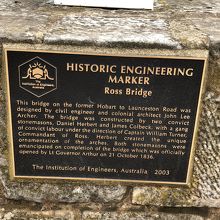 HISTORIC ENGINEERING
MARKER
Ross Bridge
This bridge on the former Hobart to Launceston Road was
designed by civil engineer and colonial architect John Lee
Archer. The bridge was constructed by two convict
stonemasons, Daniel Herbert and James Colbeck, with a gang
of convict labour under the direction of Captain William Turner,
Commandant of Ross. Herbert created the unique
ornamentation of the arches. Both stonemasons were
emancipated on completion of the bridge which was officially
opened by Lt Governor Arthur on 21 October 1836.
The Institution of Engineers, Australia 2003